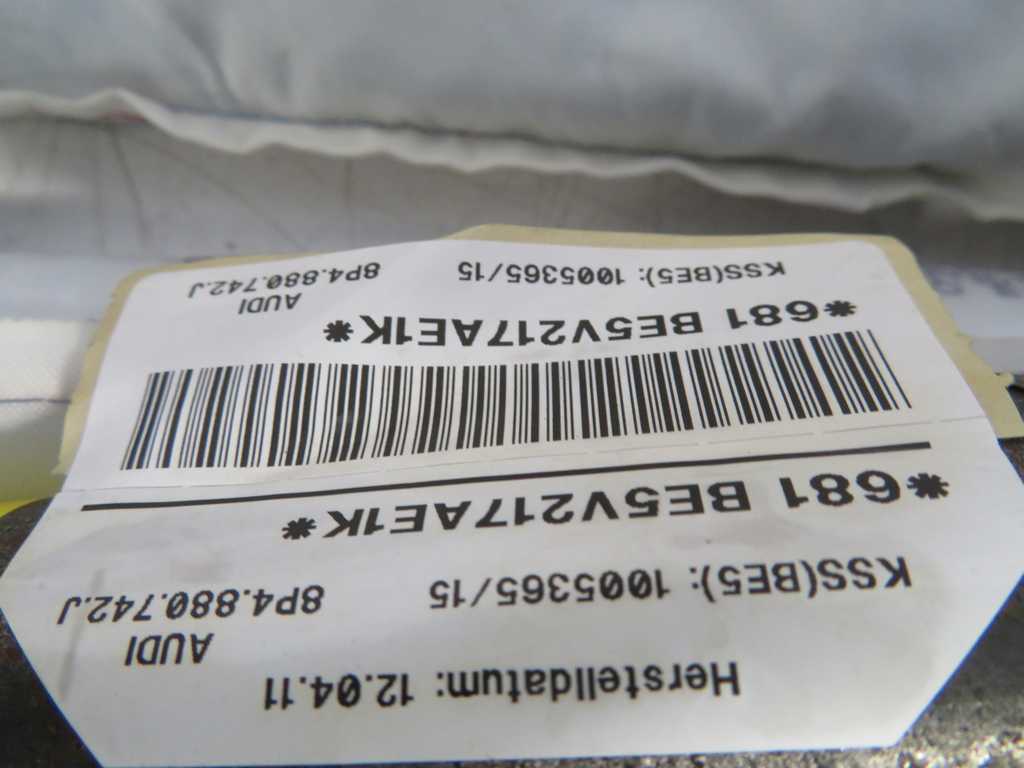 Herstelldatum: 12.04.11
AUDI
KSS(BE5): 1005365/15 8P4.880.742.J
*681 BE5V217AE1K*
*681 BE5V217AE1K*
AUDI
KSS(BE5): 1005365/15 8P4.880.742.J